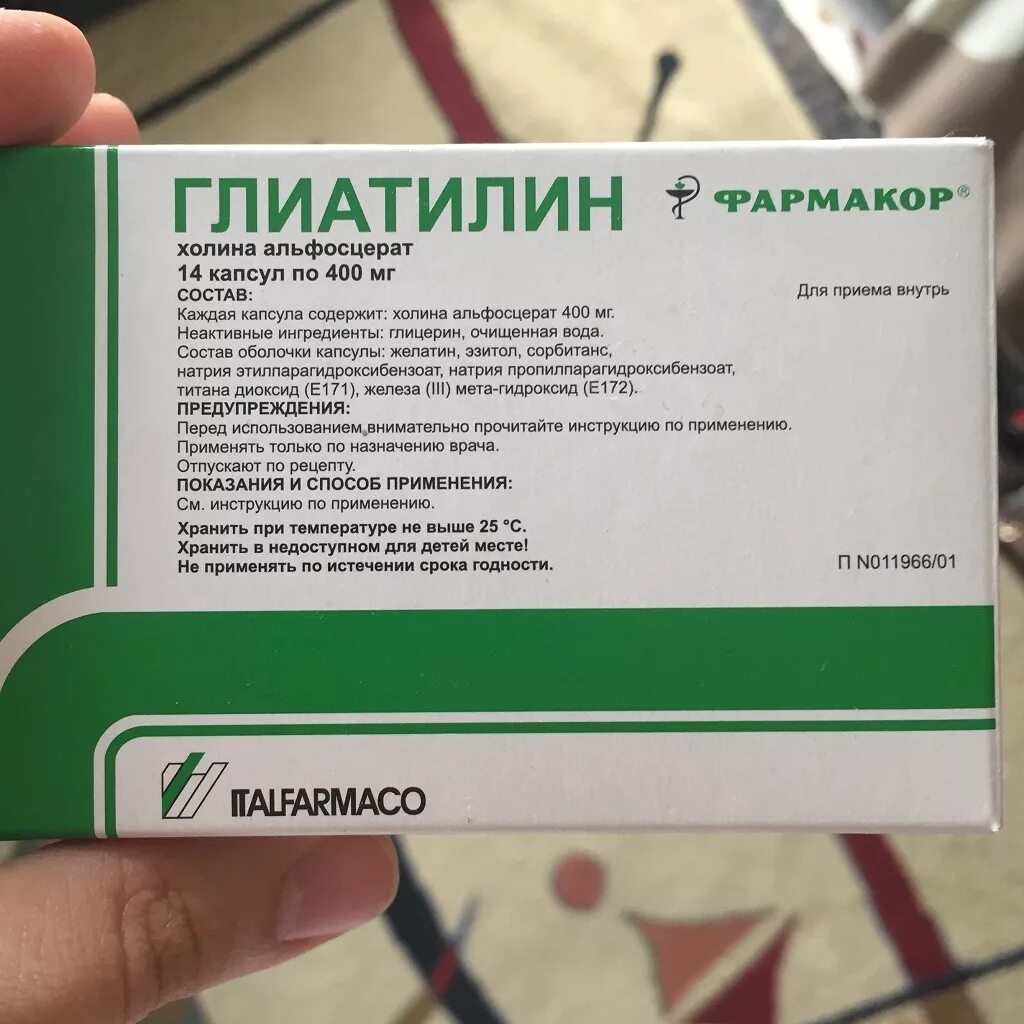 ГЛИАТИЛИН
ФАРМАКОР®
холина альфосцерат
14 капсул по 400 мг
СОСТАВ:
Для приема внутрь
Каждая капсула содержит: холина альфосцерат 400 мг.
Неактивные ингредиенты: глицерин, очищенная вода.
Состав оболочки капсулы: желатин, эзитол, сорбитанс,
натрия этилпарагидроксибензоат, натрия пропилпарагидроксибензоат,
титана диоксид (Е171), железа (III) мета-гидроксид (Е172).
ПРЕДУПРЕЖДЕНИЯ:
Перед использованием внимательно прочитайте инструкцию по применению.
Применять только по назначению врача.
Отпускают по рецепту.
ПОКАЗАНИЯ И СПОСОБ ПРИМЕНЕНИЯ:
См. инструкцию по применению.
Хранить при температуре не выше 25 °С.
Хранить в недоступном для детей месте!
Не применять по истечении срока годности.
П N011966/01
ITALFARMACO